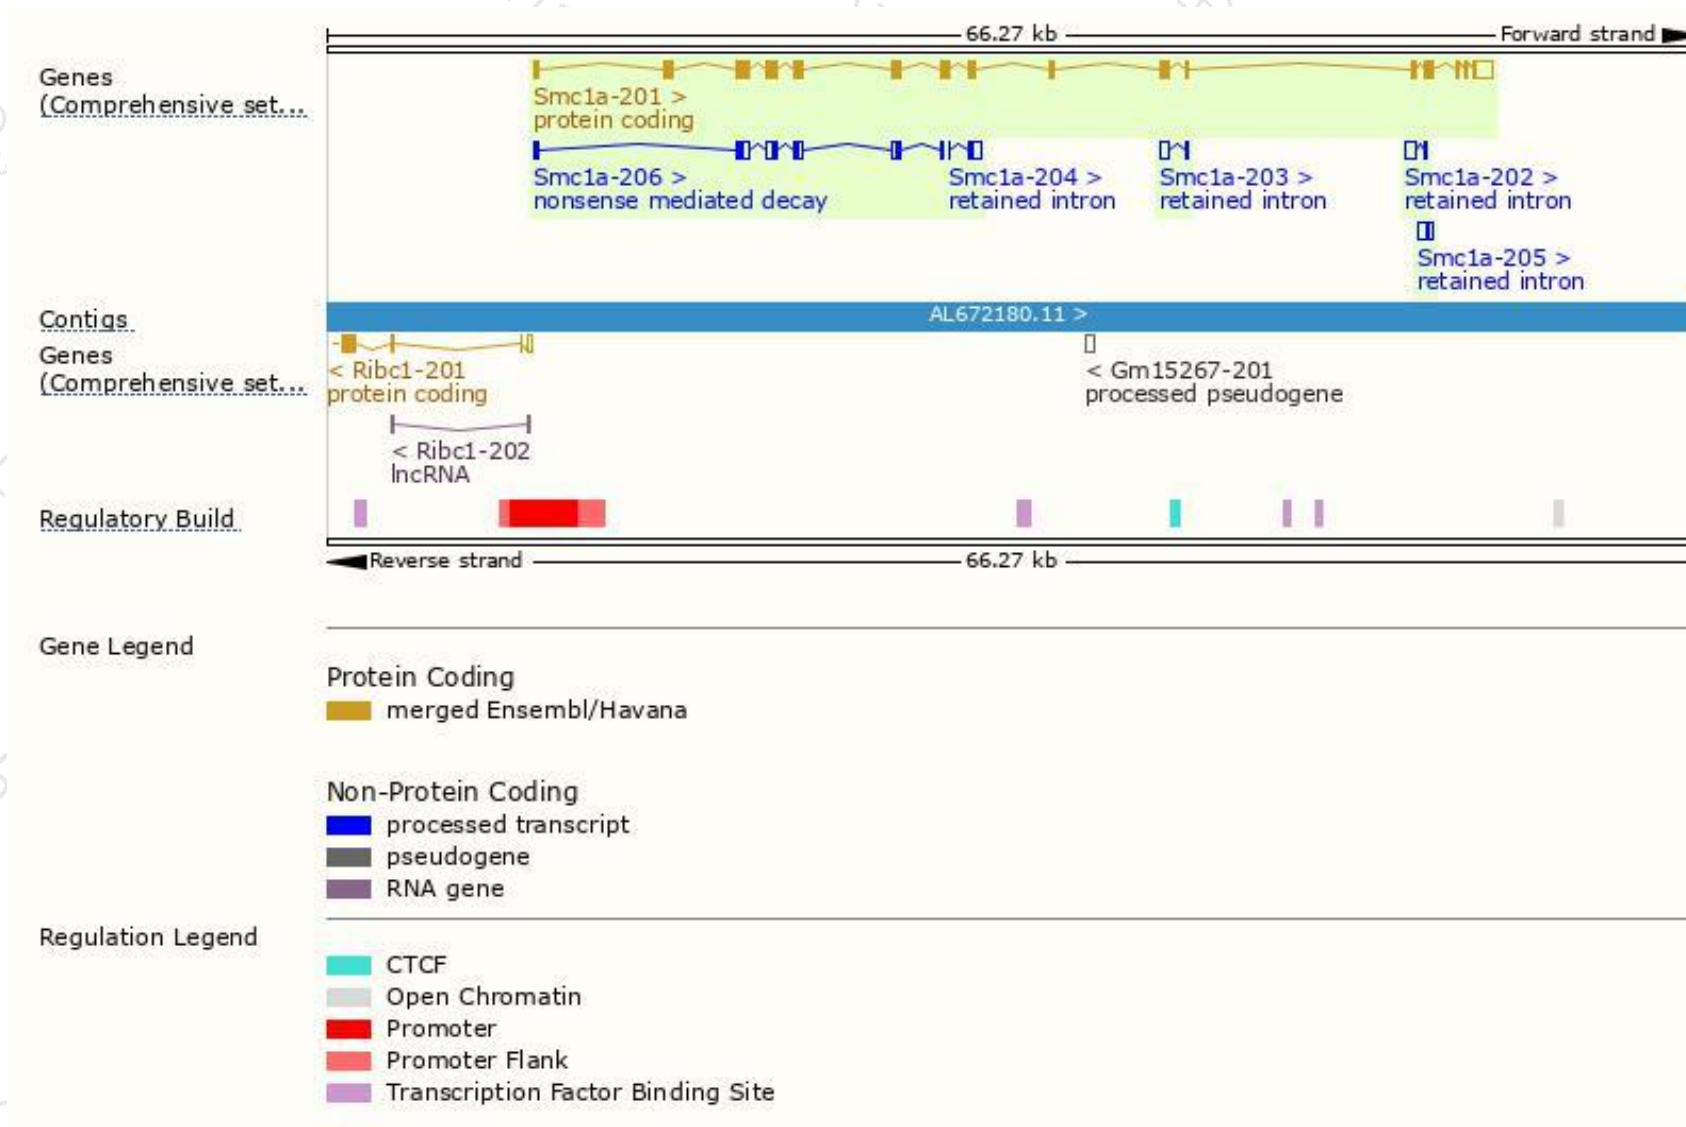 66.27 kb
Forward strand
Genes
(Comprehensive set...
Smc1a-201 >
protein coding
Smc1a-206 >
nonsense mediated decay
Smc1a-204 >
retained intron
Smc1a-203 >
retained intron
Smc1a-202 >
retained intron
Smc1a-205 >
retained intron
Contigs
AL672180.11 >
Genes
(Comprehensive set...
< Ribc1-201
protein coding
< Gm15267-201
processed pseudogene
< Ribc1-202
lncRNA
Regulatory Build
Reverse strand
66.27 kb
Gene Legend
Protein Coding
merged Ensembl/Havana
Non-Protein Coding
processed transcript
pseudogene
RNA gene
Regulation Legend
CTCF
Open Chromatin
Promoter
Promoter Flank
Transcription Factor Binding Site